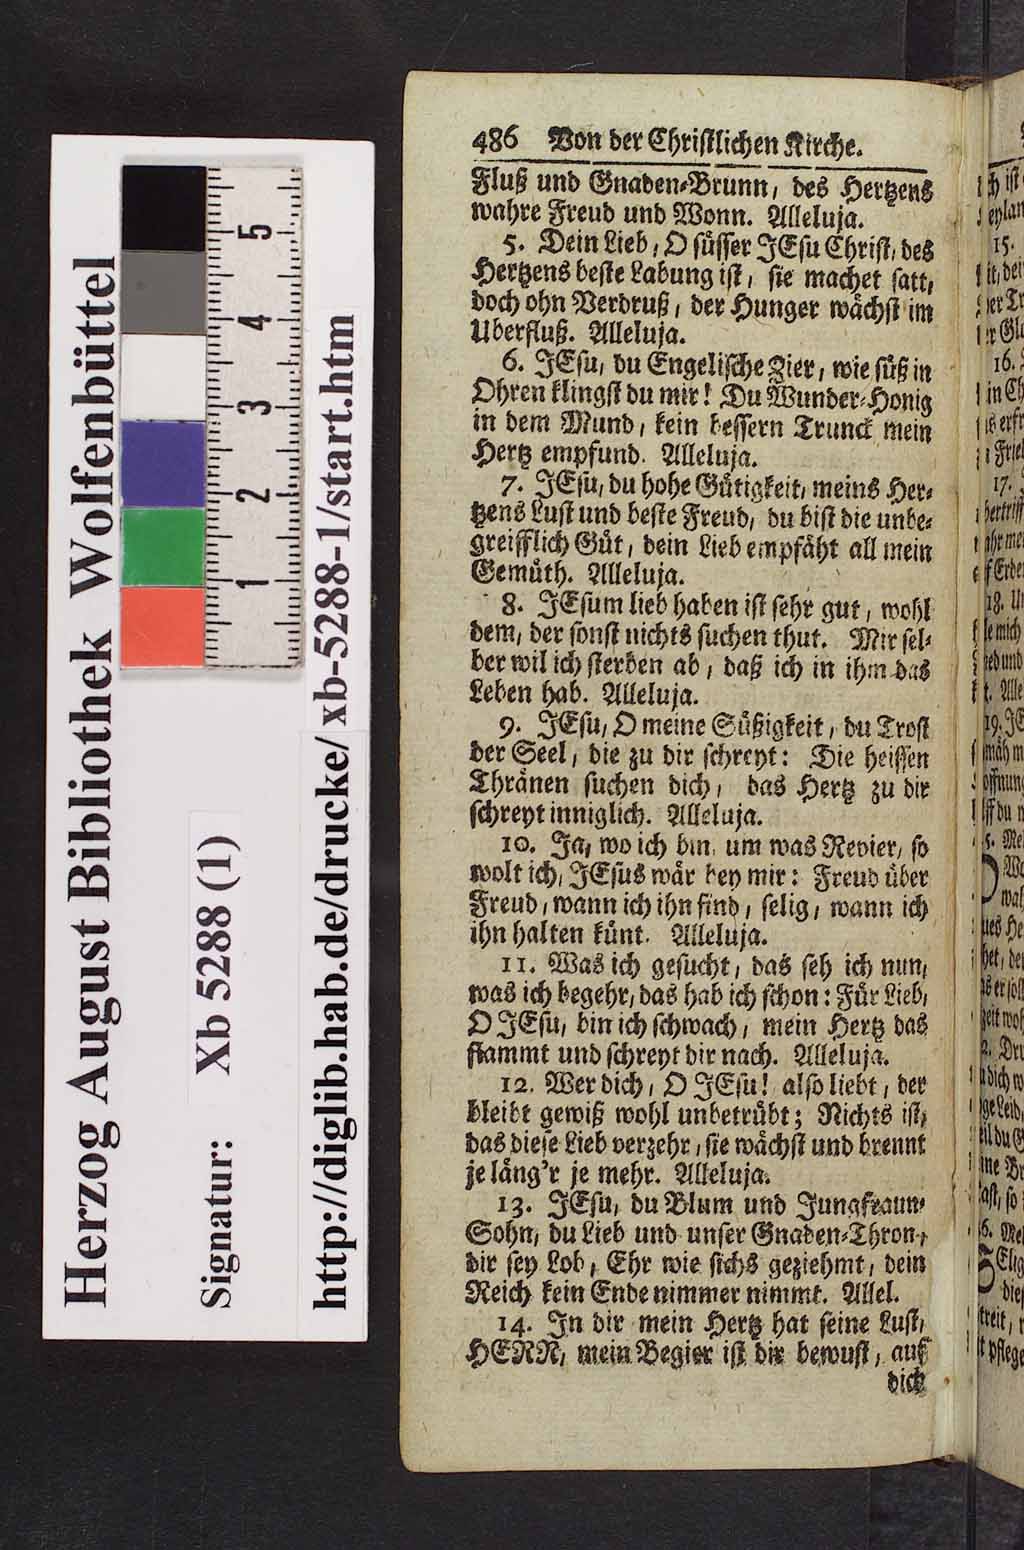 Herzog August Bibliothek Wolfenbüttel
Signatur: Xb 5288 (1)
http://diglib.hab.de/drucke/ xb-5288-1/start.htm
5
4
3
2
1
486 Von der Christlichen Kirche.
Fluß und Gnaden-Brunn, des Hertzens
wahre Freud und Wonn. Alleluja.
5. Dein Lieb, O süsser JEsu Christ, des
Hertzens beste Labung ist, sie machet satt,
doch ohn Verdruß, der Hunger wächst im
Uberfluß. Alleluja.
6. JEsu, du Engelische Zier, wie süß in
Ohren klingst du mir! Du Wunder-Honig
in dem Mund, kein bessern Trunck mein
Hertz empfund. Alleluja.
7. JEsu, du hohe Gütigkeit, meins Her-
tzens Lust und beste Freud, du bist die unbe-
greifflich Güt, dein Lieb empfäht all mein
Gemüth. Alleluja.
8. JEsum lieb haben ist sehr gut, wohl
dem, der sonst nichts suchen thut. Mir sel-
ber wil ich sterben ab, daß ich in ihm das
Leben hab. Alleluja.
9. JEsu, O meine Süßigkeit, du Trost
der Seel, die zu dir schreyt: Die heissen
Thränen suchen dich, das Hertz zu dir
schreyt inniglich. Alleluja.
10. Ja, wo ich bin, um was Revier, so
wolt ich, JEsus wär bey mir: Freud über
Freud, wann ich ihn find, selig, wann ich
ihn halten künt. Alleluja.
11. Was ich gesucht, das seh ich nun,
was ich begehr, das hab ich schon: Für Lieb,
O JEsu, bin ich schwach, mein Hertz das
flammt und schreyt dir nach. Alleluja.
12. Wer dich, O JEsu! also liebt, der
bleibt gewiß wohl unbetrübt; Nichts ist,
das diese Lieb verzehr, sie wächst und brennt
je läng'r je mehr. Alleluja.
13. JEsu, du Blum und Jungfraun-
Sohn, du Lieb und unser Gnaden-Thron,
dir sey Lob, Ehr wie sichs geziehmt, dein
Reich kein Ende nimmer nimmt. Allel.
14. In dir mein Hertz hat seine Lust,
HERR, mein Begier ist dir bewust, auf
dich
15.
16.
17.
18.
19.